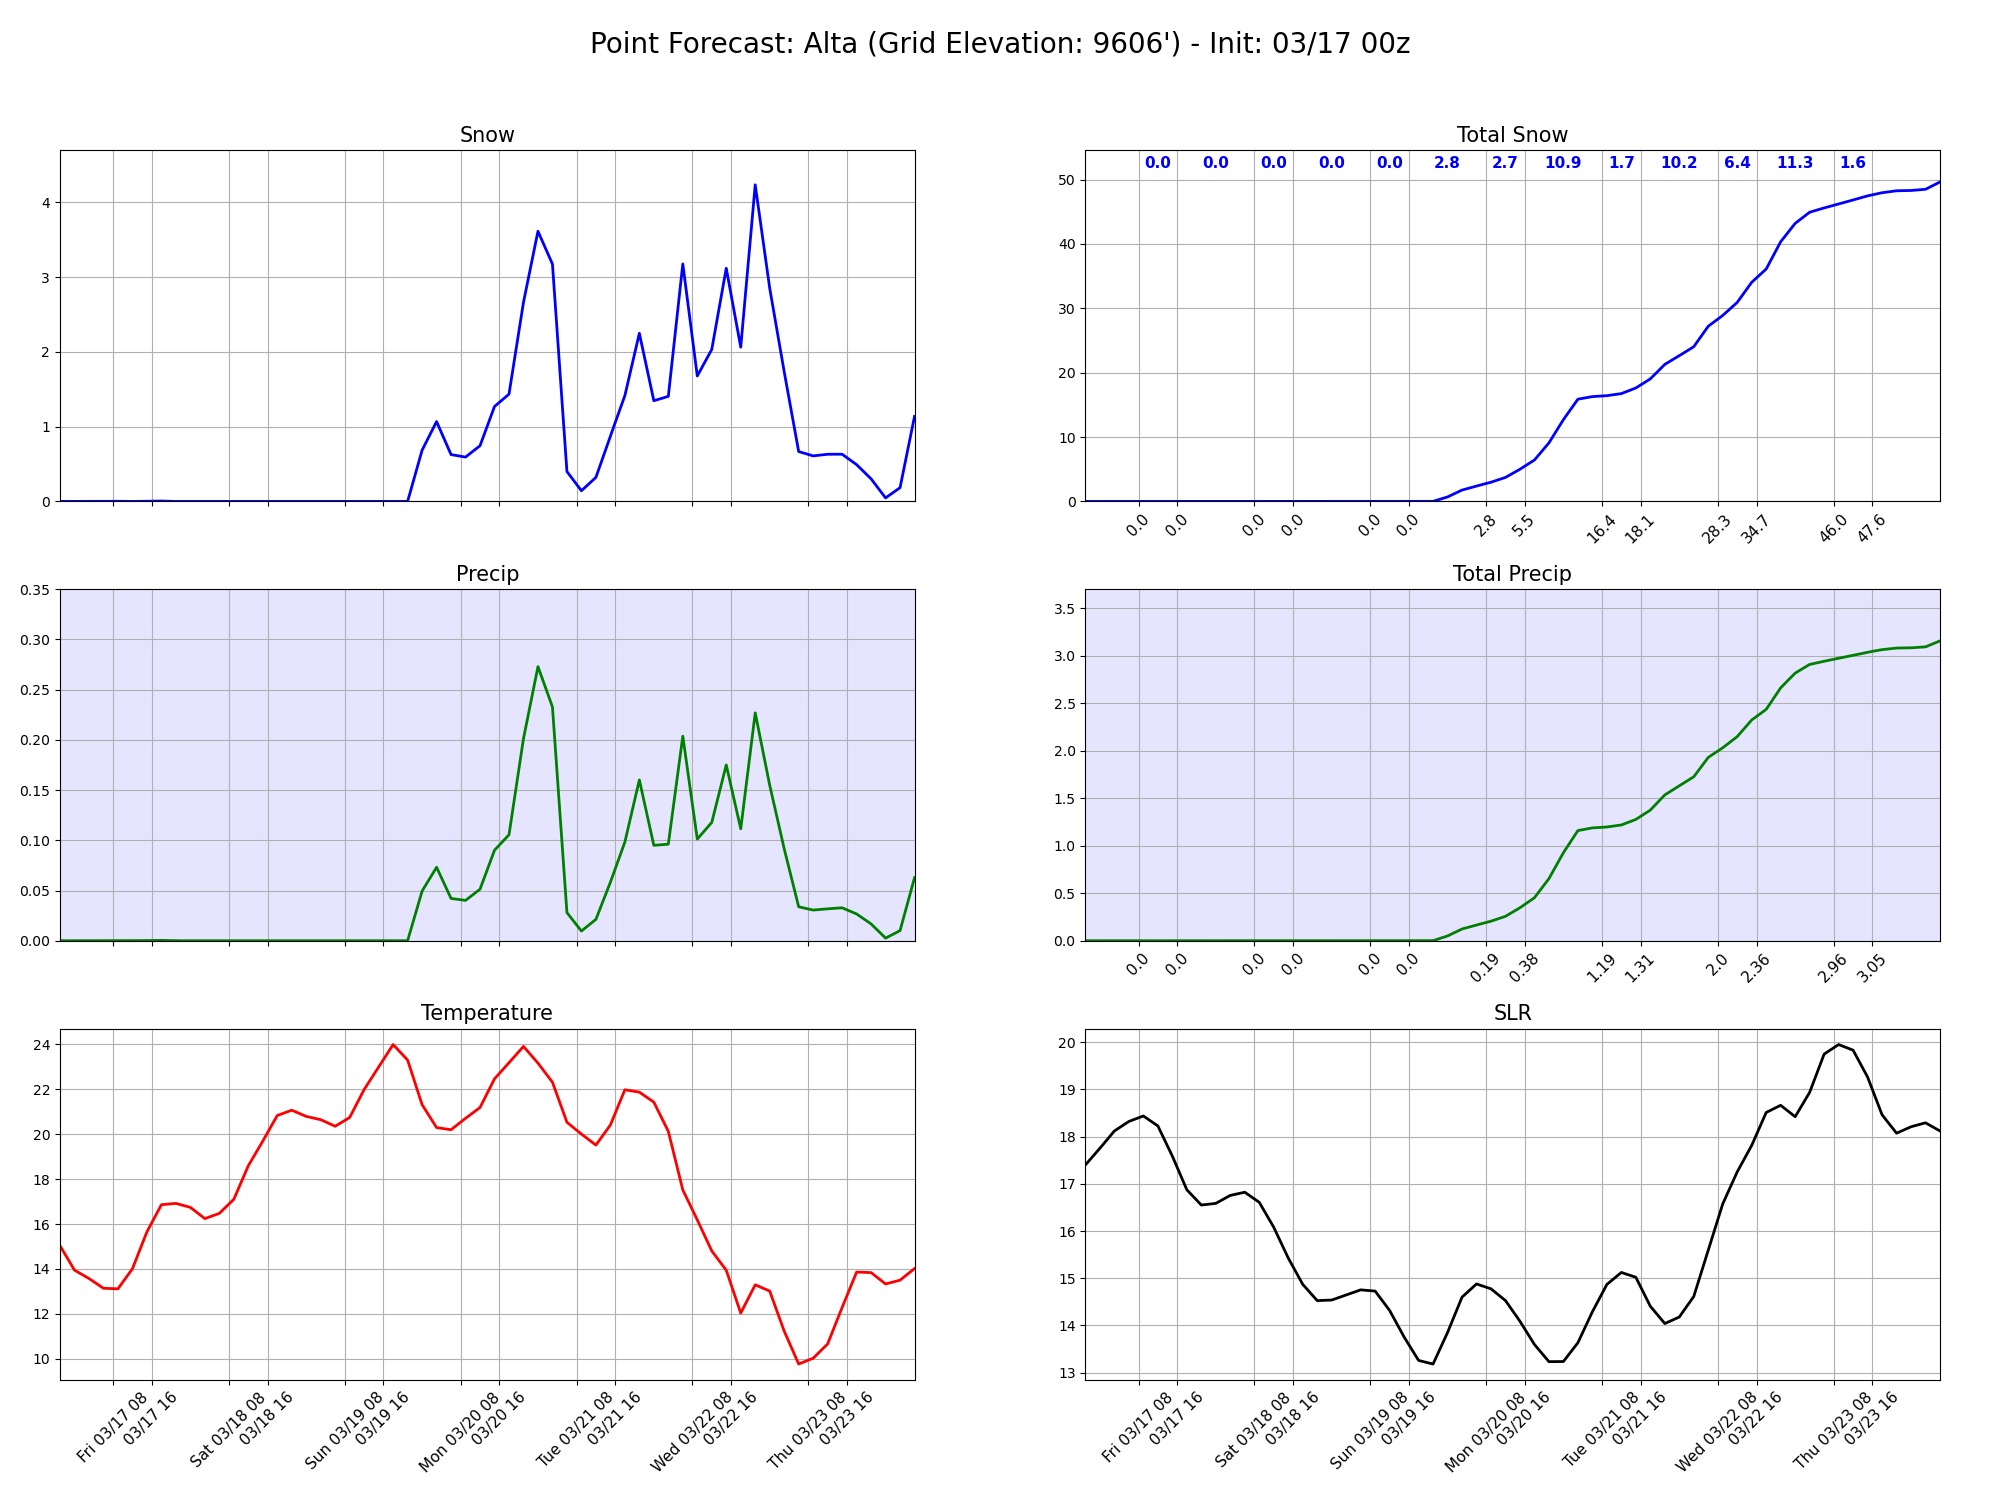 Point Forecast: Alta (Grid Elevation: 9606') - Init: 03/17 00z
Snow
4
3
2
1
0
Total Snow
0.0 0.0 0.0 0.0 0.0 2.8 2.7 10.9 1.7 10.2 6.4 11.3 1.6
50
40
30
20
10
0
0.0 0.0 0.0 0.0 0.0 0.0 2.8 5.5 16.4 18.1 28.3 34.7 46.0 47.6
Precip
0.35
0.30
0.25
0.20
0.15
0.10
0.05
0.00
Total Precip
3.5
3.0
2.5
2.0
1.5
1.0
0.5
0.0
0.0 0.0 0.0 0.0 0.0 0.0 0.19 0.38 1.19 1.31 2.0 2.36 2.96 3.05
Temperature
24
22
20
18
16
14
12
10
Fri 03/17 08
03/17 16
Sat 03/18 08
03/18 16
Sun 03/19 08
03/19 16
Mon 03/20 08
03/20 16
Tue 03/21 08
03/21 16
Wed 03/22 08
03/22 16
Thu 03/23 08
03/23 16
SLR
20
19
18
17
16
15
14
13
Fri 03/17 08
03/17 16
Sat 03/18 08
03/18 16
Sun 03/19 08
03/19 16
Mon 03/20 08
03/20 16
Tue 03/21 08
03/21 16
Wed 03/22 08
03/22 16
Thu 03/23 08
03/23 16